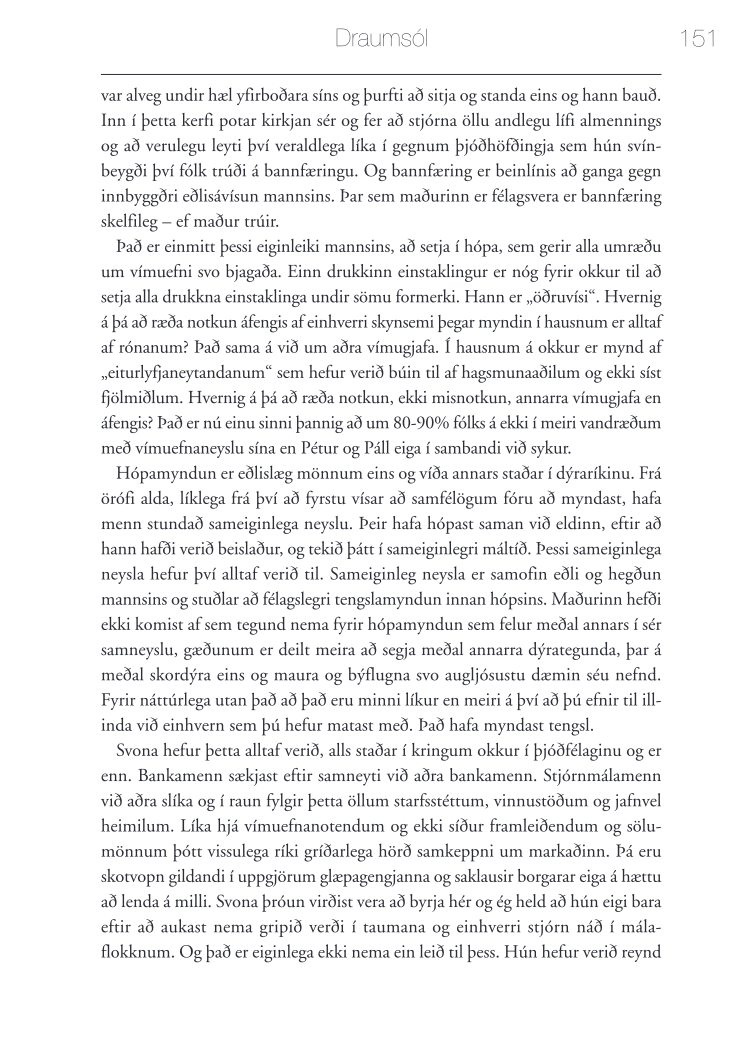 Draumsól
151
var alveg undir hæl yfirboðara síns og þurfti að sitja og standa eins og hann bauð.
Inn í þetta kerfi potar kirkjan sér og fer að stjórna öllu andlegu lífi almennings
og að verulegu leyti því veraldlega líka í gegnum þjóðhöfðingja sem hún svín-
beygði því fólk trúði á bannfæringu. Og bannfæring er beinlínis að ganga gegn
innbyggðri eðlisávísun mannsins. Þar sem maðurinn er félagsvera er bannfæring
skelfileg – ef maður trúir.
Það er einmitt þessi eiginleiki mannsins, að setja í hópa, sem gerir alla umræðu
um vímuefni svo bjagaða. Einn drukkinn einstaklingur er nóg fyrir okkur til að
setja alla drukkna einstaklinga undir sömu formerki. Hann er „öðruvísi“. Hvernig
á þá að ræða notkun áfengis af einhverri skynsemi þegar myndin í hausnum er alltaf
af rónanum? Það sama á við um aðra vímugjafa. Í hausnum á okkur er mynd af
„eiturlyfjaneytandanum“ sem hefur verið búin til af hagsmunaaðilum og ekki síst
fjölmiðlum. Hvernig á þá að ræða notkun, ekki misnotkun, annarra vímugjafa en
áfengis? Það er nú einu sinni þannig að um 80-90% fólks á ekki í meiri vandræðum
með vímuefnaneyslu sína en Pétur og Páll eiga í sambandi við sykur.
Hópamyndun er eðlislæg mönnum eins og víða annars staðar í dýraríkinu. Frá
örófi alda, líklega frá því að fyrstu vísar að samfélögum fóru að myndast, hafa
menn stundað sameiginlega neyslu. Þeir hafa hópast saman við eldinn, eftir að
hann hafði verið beislaður, og tekið þátt í sameiginlegri máltíð. Þessi sameiginlega
neysla hefur því alltaf verið til. Sameiginleg neysla er samofin eðli og hegðun
mannsins og stuðlar að félagslegri tengslamyndun innan hópsins. Maðurinn hefði
ekki komist af sem tegund nema fyrir hópamyndun sem felur meðal annars í sér
samneyslu, gæðunum er deilt meira að segja meðal annarra dýrategunda, þar á
meðal skordýra eins og maura og býflugna svo augljósustu dæmin séu nefnd.
Fyrir náttúrlega utan það að það eru minni líkur en meiri á því að þú efnir til ill-
inda við einhvern sem þú hefur matast með. Það hafa myndast tengsl.
Svona hefur þetta alltaf verið, alls staðar í kringum okkur í þjóðfélaginu og er
enn. Bankamenn sækjast eftir samneyti við aðra bankamenn. Stjórnmálamenn
við aðra slíka og í raun fylgir þetta öllum starfsstéttum, vinnustöðum og jafnvel
heimilum. Líka hjá vímuefnanotendum og ekki síður framleiðendum og sölu-
mönnum þótt vissulega ríki gríðarlega hörð samkeppni um markaðinn. Þá eru
skotvopn gildandi í uppgjörum glæpagengjanna og saklausir borgarar eiga á hættu
að lenda á milli. Svona þróun virðist vera að byrja hér og ég held að hún eigi bara
eftir að aukast nema gripið verði í taumana og einhverri stjórn náð í mála-
flokknum. Og það er eiginlega ekki nema ein leið til þess. Hún hefur verið reynd